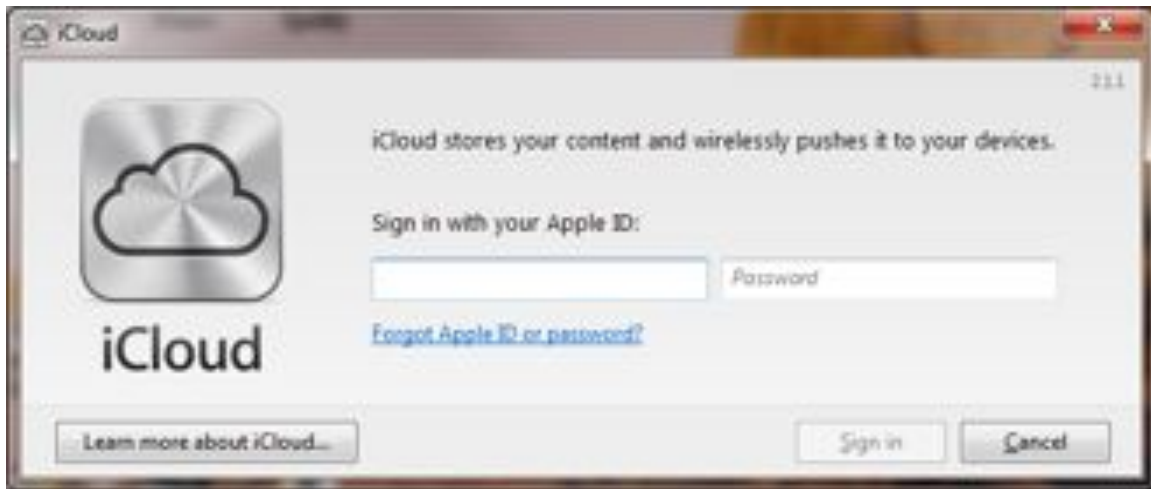 iCloud
2.1.1
iCloud stores your content and wirelessly pushes it to your devices.
Sign in with your Apple ID:
Password
Forgot Apple ID or password?
iCloud
Learn more about iCloud...
Sign in
Cancel